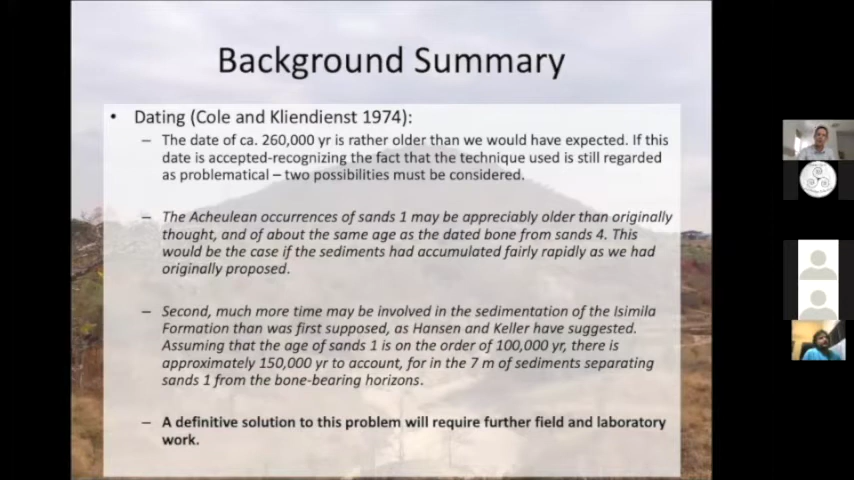 Background Summary
• Dating (Cole and Kliendienst 1974):
– The date of ca. 260,000 yr is rather older than we would have expected. If this
date is accepted-recognizing the fact that the technique used is still regarded
as problematical – two possibilities must be considered.
– The Acheulean occurrences of sands 1 may be appreciably older than originally
thought, and of about the same age as the dated bone from sands 4. This
would be the case if the sediments had accumulated fairly rapidly as we had
originally proposed.
– Second, much more time may be involved in the sedimentation of the Isimila
Formation than was first supposed, as Hansen and Keller have suggested.
Assuming that the age of sands 1 is on the order of 100,000 yr, there is
approximately 150,000 yr to account, for in the 7 m of sediments separating
sands 1 from the bone-bearing horizons.
– A definitive solution to this problem will require further field and laboratory
work.